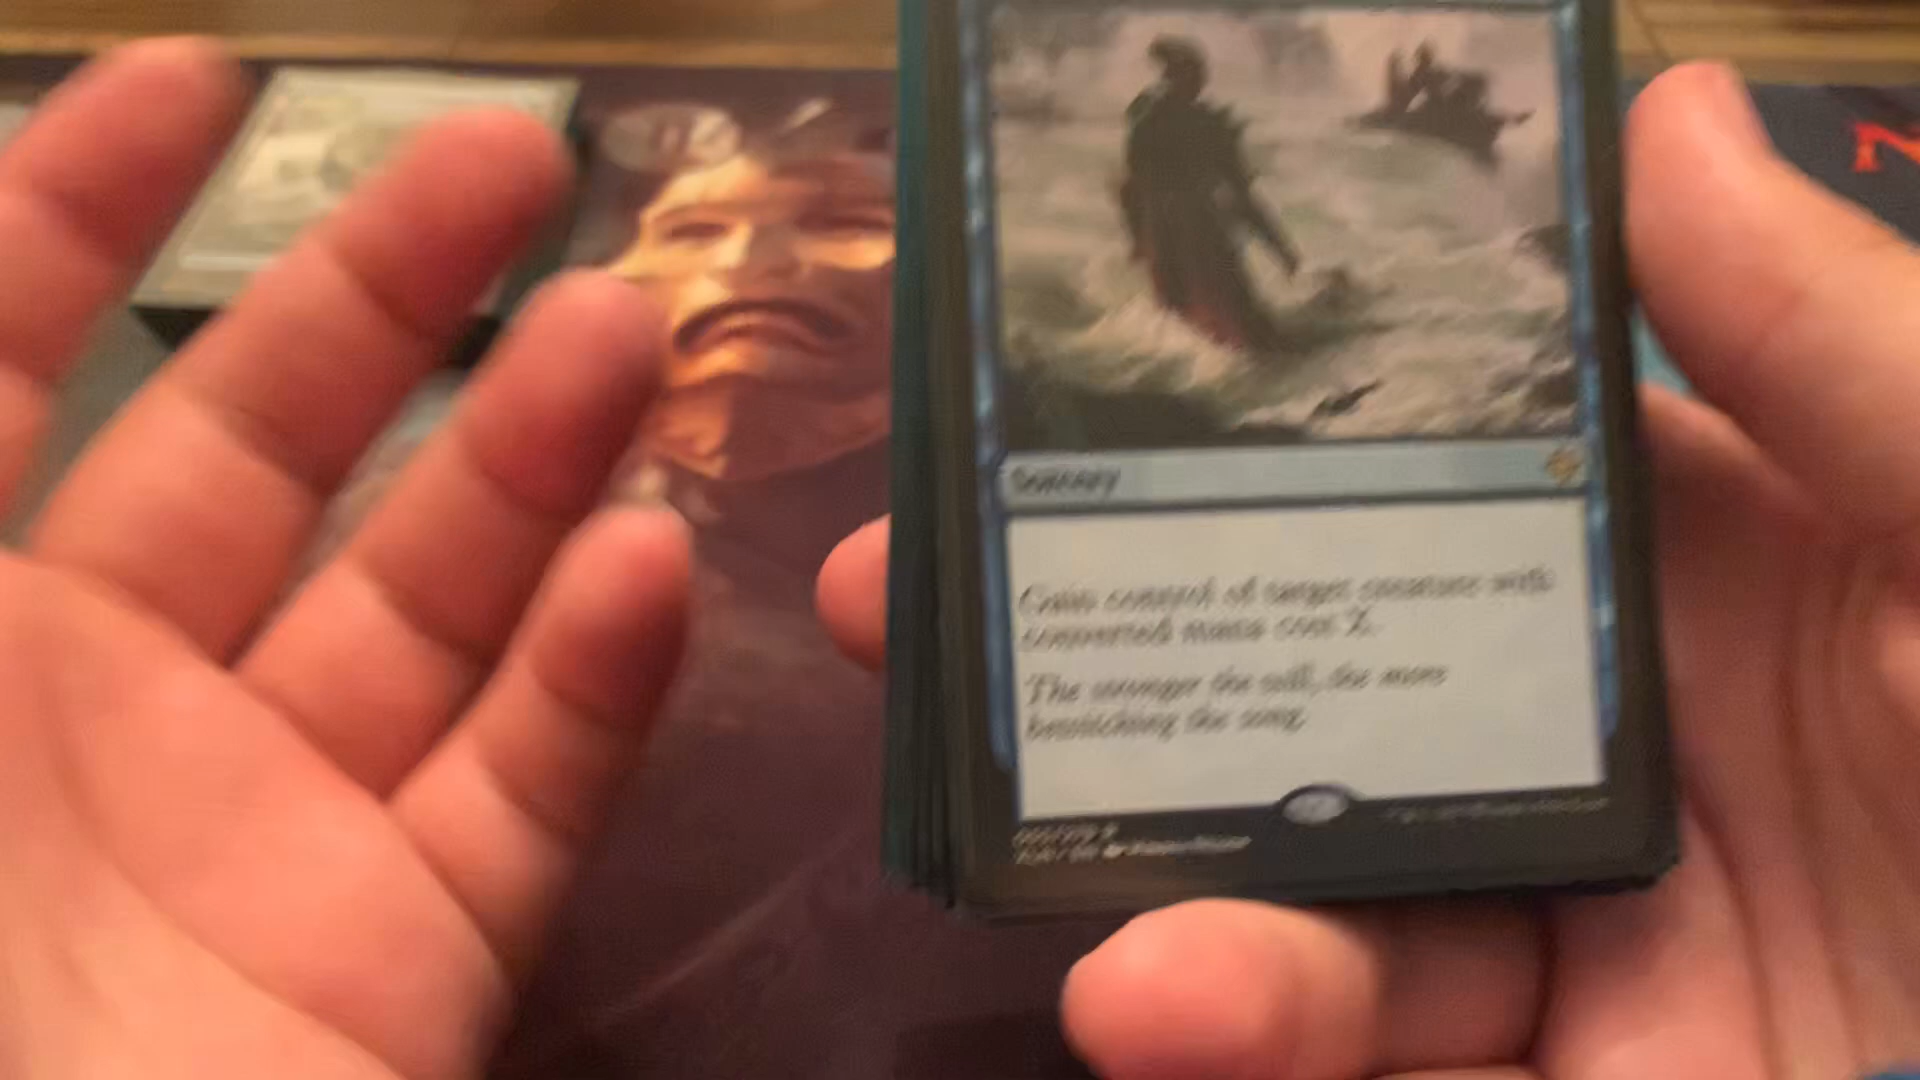 N
Sorcery
Gain control of target creature with
converted mana cost X.
The stronger the will, the more
bewitching the song.